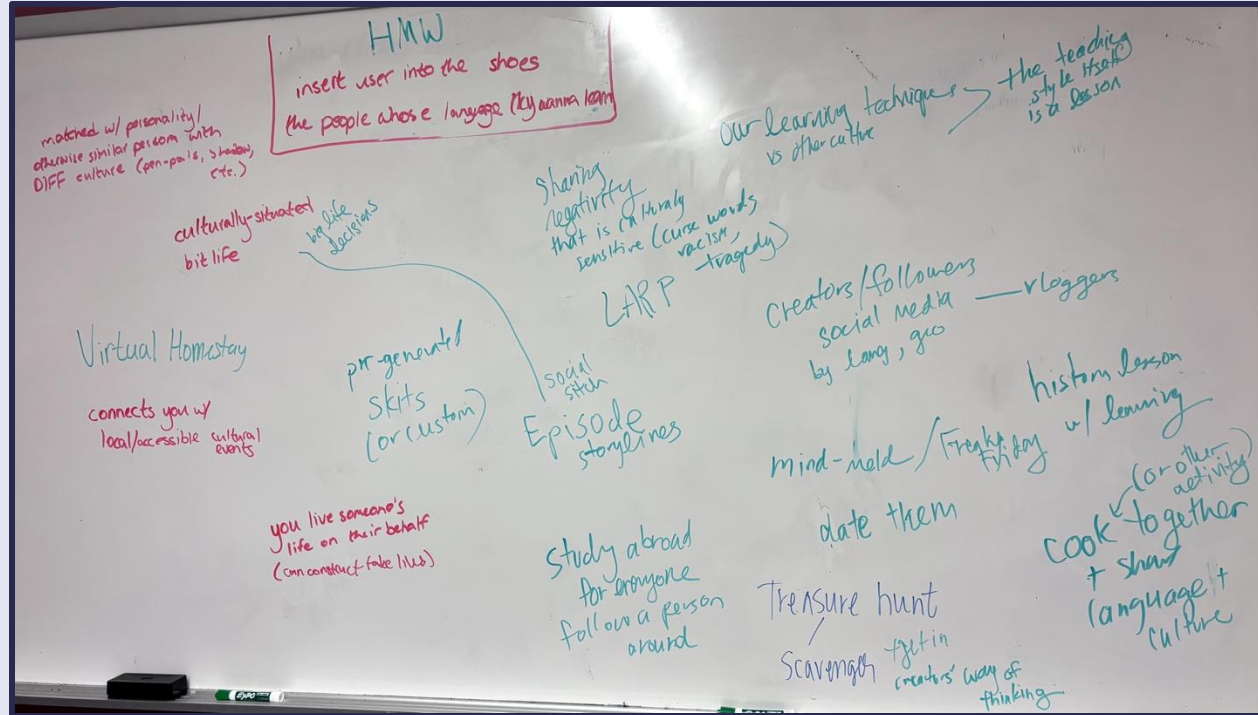 HMW
insert user into the shoes
the people whose language they wanna learn
matched w/ personality/
otherwise similar person with
DIFF culture (pen-pals, shadow,
etc.)
culturally-situated
bitlife
big life
decisions
our learning techniques
vs other culture
the teaching
style itself
is a lesson
Sharing
negativity
that is culturaly
sensitive (curse words
racism,
tragedy)
LARP
Creators/followers
social media
by lang, geo
vloggers
Virtual Homestay
connects you w/
local/accessible cultural
events
pre-generated
skits
(or custom)
social
sitch
Episode
storylines
history lesson
w/ learning
mind-meld/Freaky
Friday
date them
(or other
activity)
cook together
+ share
language +
culture
you live someone's
life on their behalf
(can construct fake lives)
study abroad
for everyone
follow a person
around
Treasure hunt
Scavenger
+get in
creators' way of
thinking
EXPO